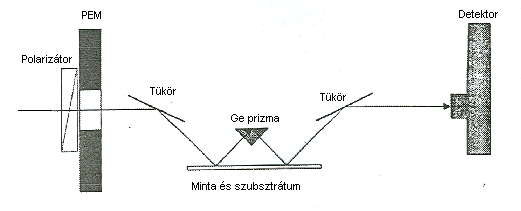 PEM
Detektor
Polarizátor
Tükör
Tükör
Ge prizma
Minta és szubsztrátum